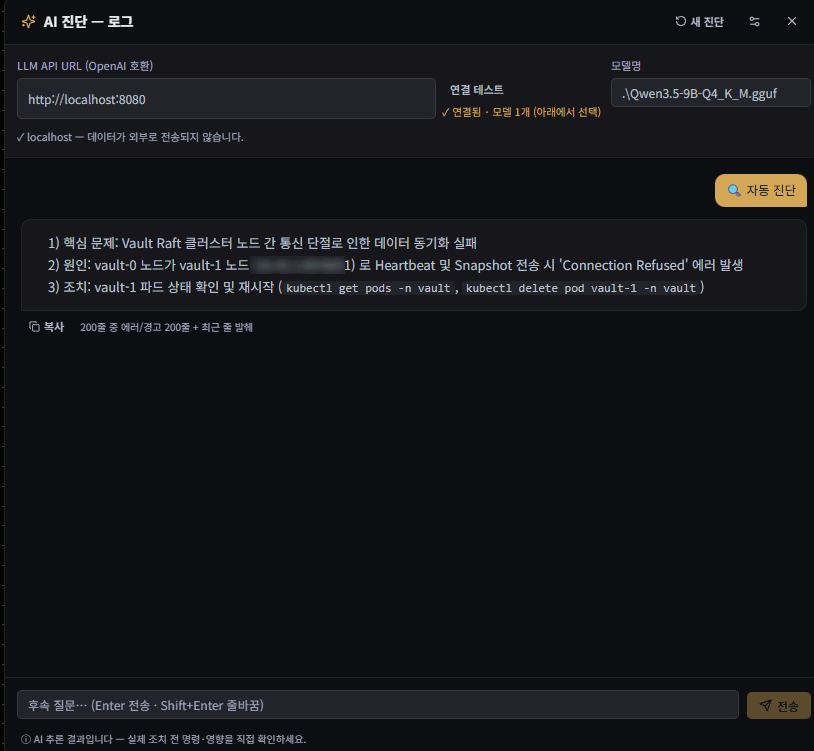 AI 진단 — 로그
새 진단
LLM API URL (OpenAI 호환)
모델명
http://localhost:8080
연결 테스트
✓ 연결됨 · 모델 1개 (아래에서 선택)
.\Qwen3.5-9B-Q4_K_M.gguf
✓ localhost — 데이터가 외부로 전송되지 않습니다.
자동 진단
1) 핵심 문제: Vault Raft 클러스터 노드 간 통신 단절로 인한 데이터 동기화 실패
2) 원인: vault-0 노드가 vault-1 노드 1) 로 Heartbeat 및 Snapshot 전송 시 'Connection Refused' 에러 발생
3) 조치: vault-1 파드 상태 확인 및 재시작 ( kubectl get pods -n vault , kubectl delete pod vault-1 -n vault )
복사
200줄 중 에러/경고 200줄 + 최근 줄 발췌
후속 질문… (Enter 전송 · Shift+Enter 줄바꿈)
전송
ⓘ AI 추론 결과입니다 — 실제 조치 전 명령·영향을 직접 확인하세요.